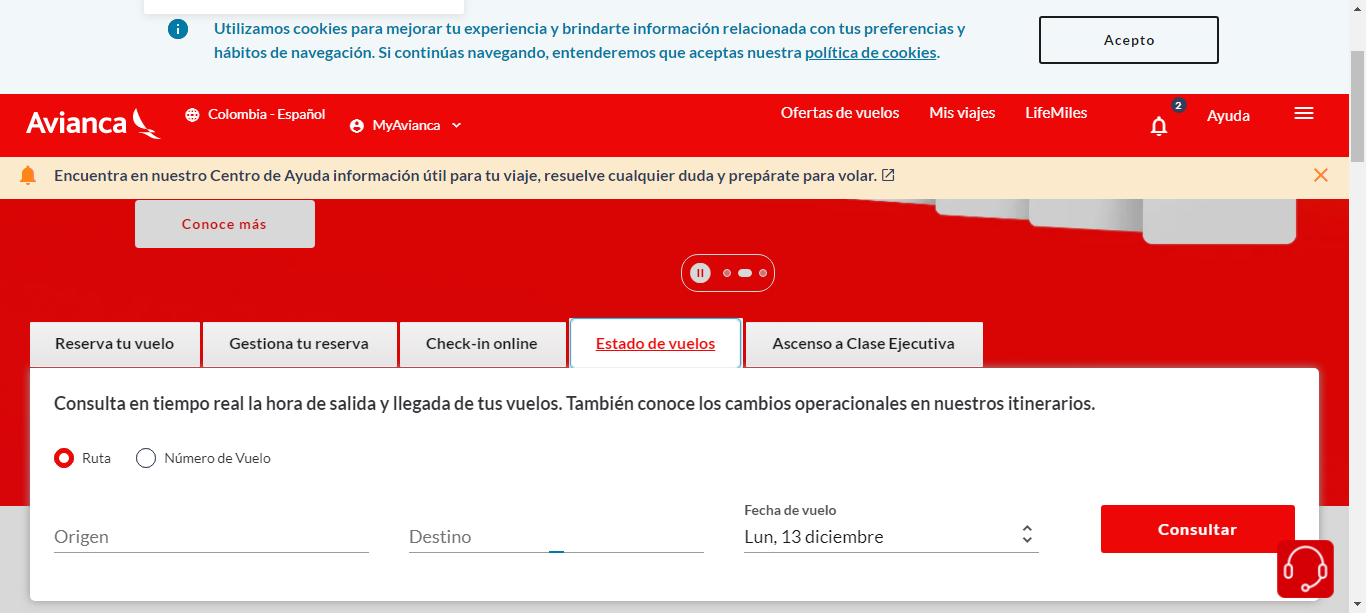 Utilizamos cookies para mejorar tu experiencia y brindarte información relacionada con tus preferencias y
hábitos de navegación. Si continúas navegando, entenderemos que aceptas nuestra política de cookies.
Acepto
Avianca
Colombia - Español
MyAvianca
Ofertas de vuelos
Mis viajes
LifeMiles
2
Ayuda
Encuentra en nuestro Centro de Ayuda información útil para tu viaje, resuelve cualquier duda y prepárate para volar.
Conoce más
Reserva tu vuelo
Gestiona tu reserva
Check-in online
Estado de vuelos
Ascenso a Clase Ejecutiva
Consulta en tiempo real la hora de salida y llegada de tus vuelos. También conoce los cambios operacionales en nuestros itinerarios.
Ruta
Número de Vuelo
Origen
Destino
Fecha de vuelo
Lun, 13 diciembre
Consultar